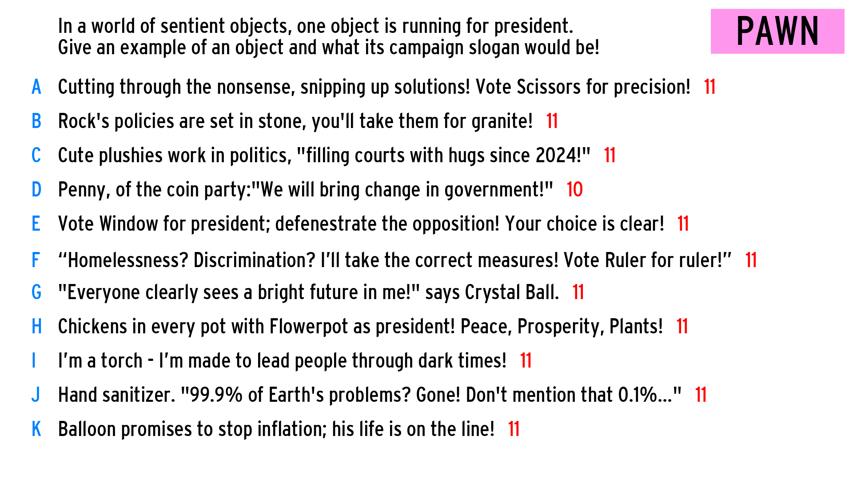 In a world of sentient objects, one object is running for president.
Give an example of an object and what its campaign slogan would be!
PAWN
A Cutting through the nonsense, snipping up solutions! Vote Scissors for precision! 11
B Rock's policies are set in stone, you'll take them for granite! 11
C Cute plushies work in politics, "filling courts with hugs since 2024!" 11
D Penny, of the coin party:"We will bring change in government!" 10
E Vote Window for president; defenestrate the opposition! Your choice is clear! 11
F “Homelessness? Discrimination? I’ll take the correct measures! Vote Ruler for ruler!” 11
G "Everyone clearly sees a bright future in me!" says Crystal Ball. 11
H Chickens in every pot with Flowerpot as president! Peace, Prosperity, Plants! 11
I I’m a torch - I’m made to lead people through dark times! 11
J Hand sanitizer. "99.9% of Earth's problems? Gone! Don't mention that 0.1%..." 11
K Balloon promises to stop inflation; his life is on the line! 11